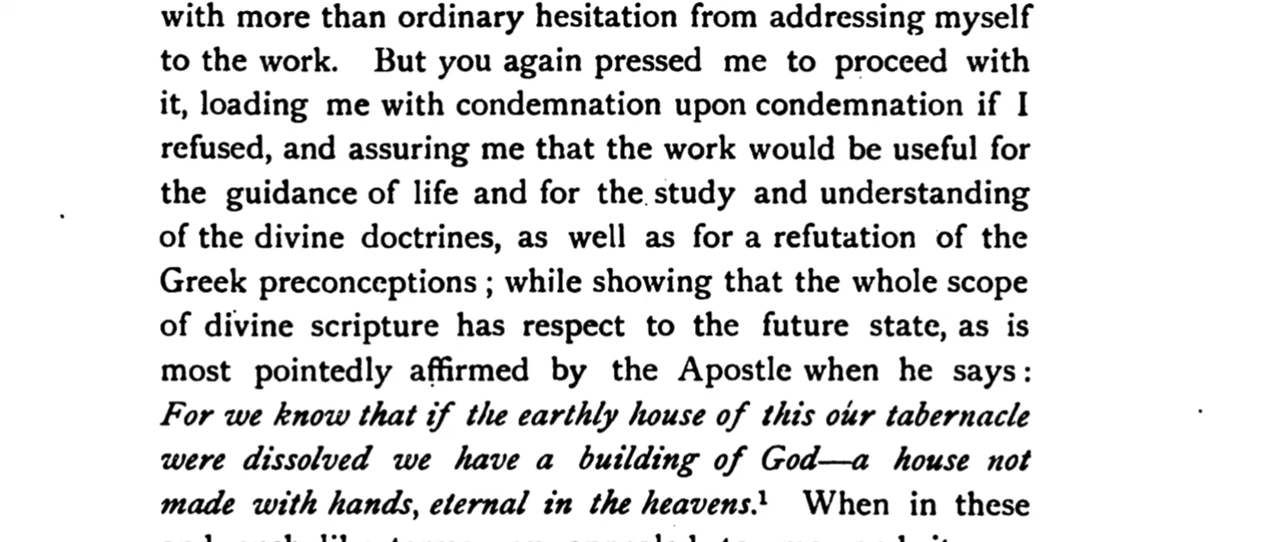 with more than ordinary hesitation from addressing myself
to the work. But you again pressed me to proceed with
it, loading me with condemnation upon condemnation if I
refused, and assuring me that the work would be useful for
the guidance of life and for the study and understanding
of the divine doctrines, as well as for a refutation of the
Greek preconceptions ; while showing that the whole scope
of divine scripture has respect to the future state, as is
most pointedly affirmed by the Apostle when he says :
For we know that if the earthly house of this our tabernacle
were dissolved we have a building of God—a house not
made with hands, eternal in the heavens.¹ When in these